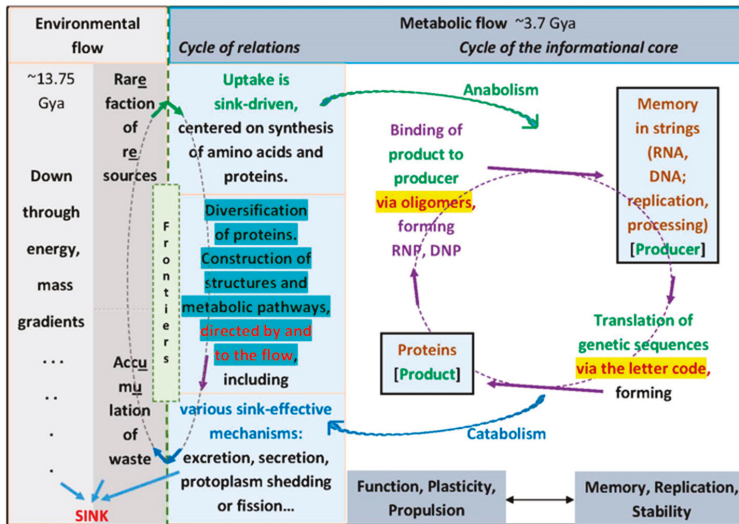 Environmental
flow
Metabolic flow ~3.7 Gya
Cycle of relations
Cycle of the informational core
~13.75
Gya
Down
through
energy,
mass
gradients
. . .
. .
.
.
Rare
faction
of
re
sources
Accu
mu
lation
of
waste
SINK
Frontiers
Uptake is
sink-driven,
centered on synthesis
of amino acids and
proteins.
Diversification
of proteins.
Construction of
structures and
metabolic pathways,
directed by and
to the flow,
including
various sink-effective
mechanisms:
excretion, secretion,
protoplasm shedding
or fission...
Anabolism
Binding of
product to
producer
via oligomers,
forming
RNP, DNP
Memory
in strings
(RNA,
DNA;
replication,
processing)
[Producer]
Proteins
[Product]
Translation of
genetic sequences
via the letter code,
forming
Catabolism
Function, Plasticity,
Propulsion
Memory, Replication,
Stability